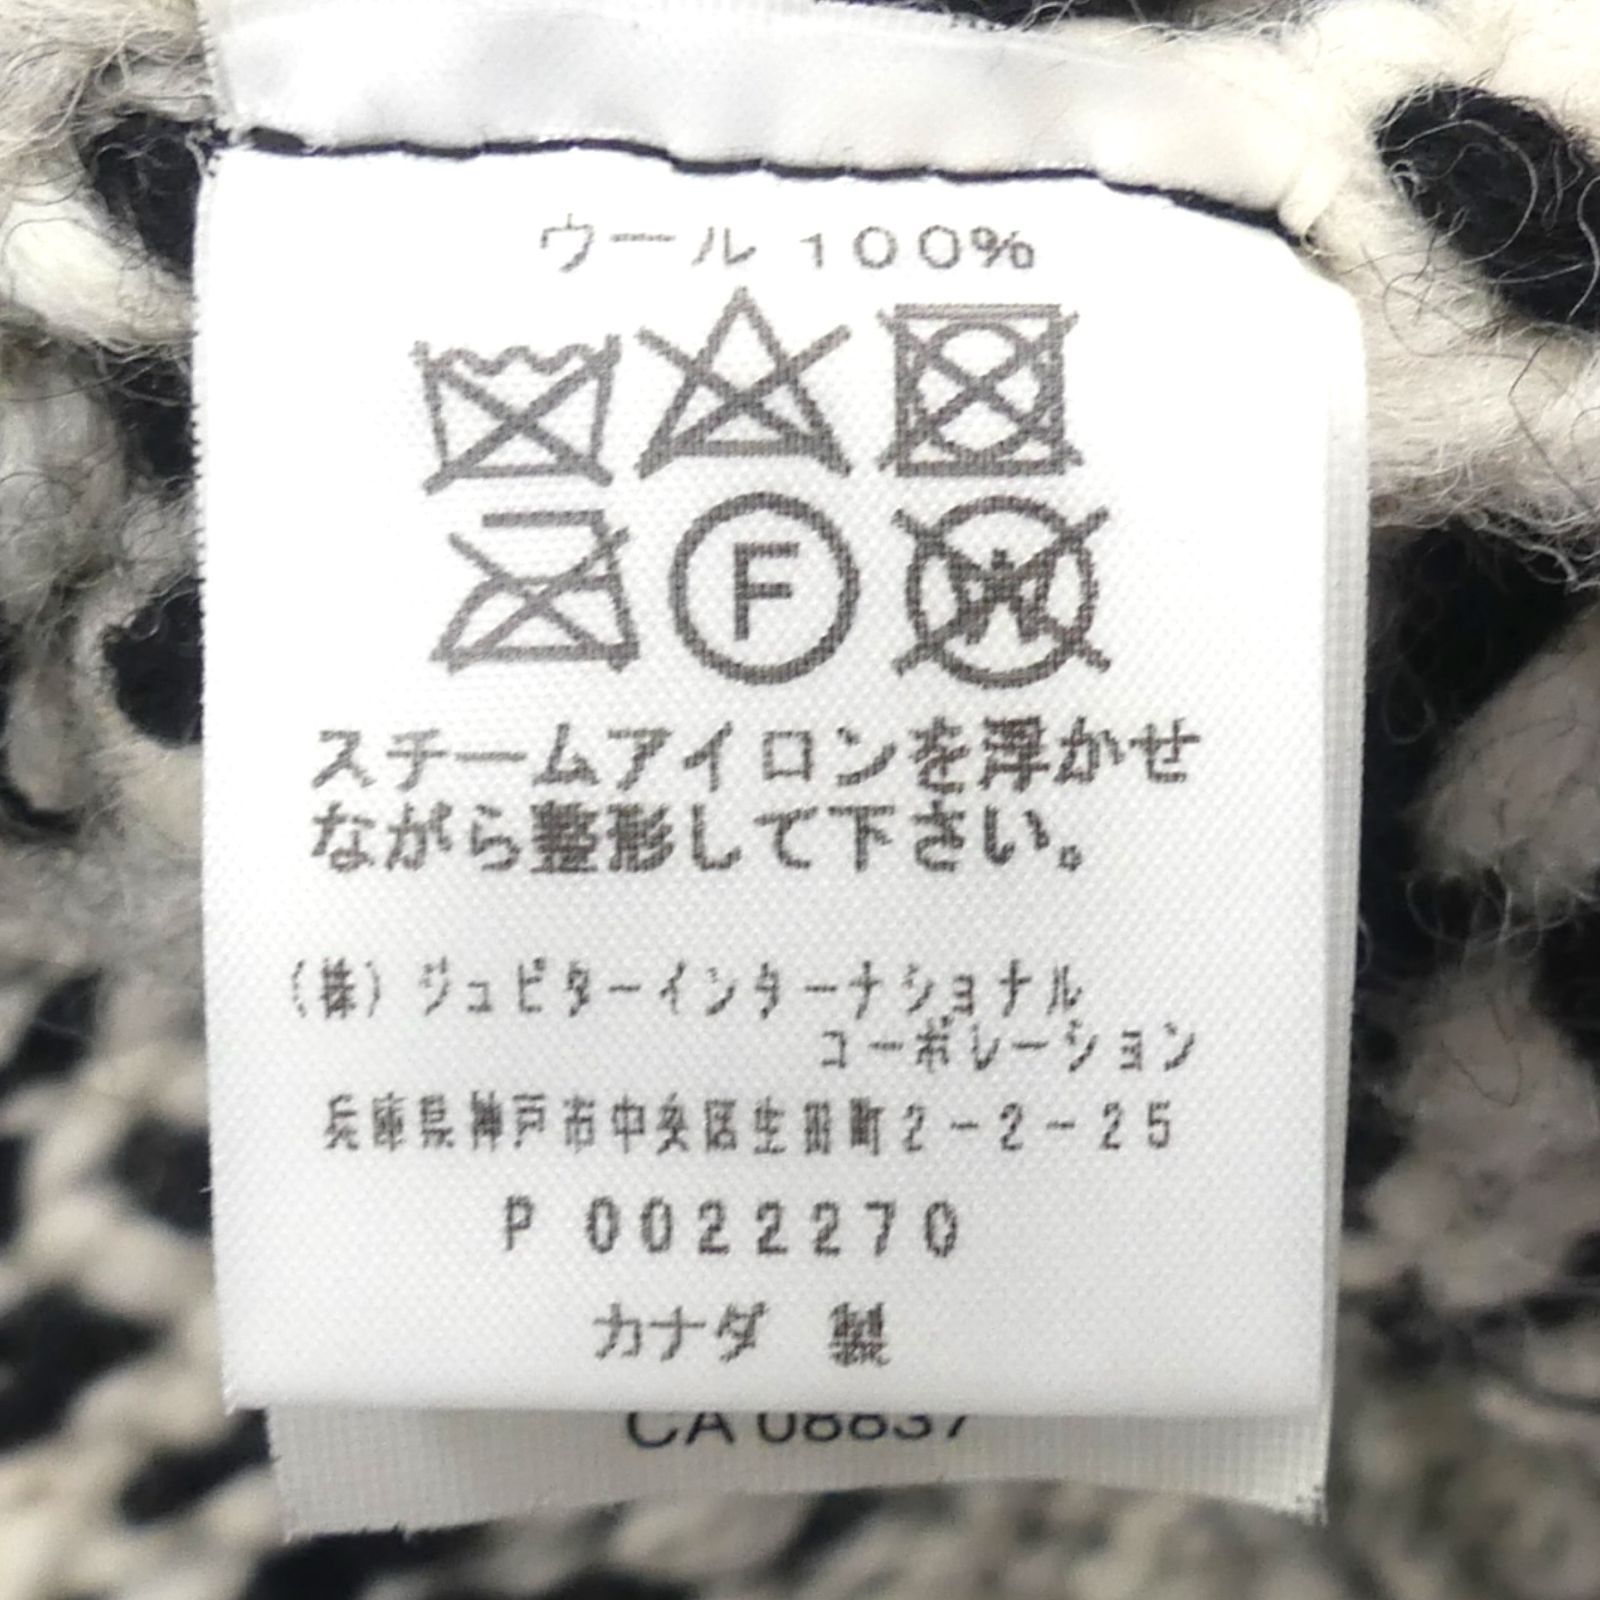 ウール 100%
F
W
スチームアイロンを浮かせ
ながら整形して下さい。
(株)ジュピターインターナショナル
コーポレーション
兵庫県神戸市中央区生田町2-2-25
P 0022270
カナダ 製
CA 08837